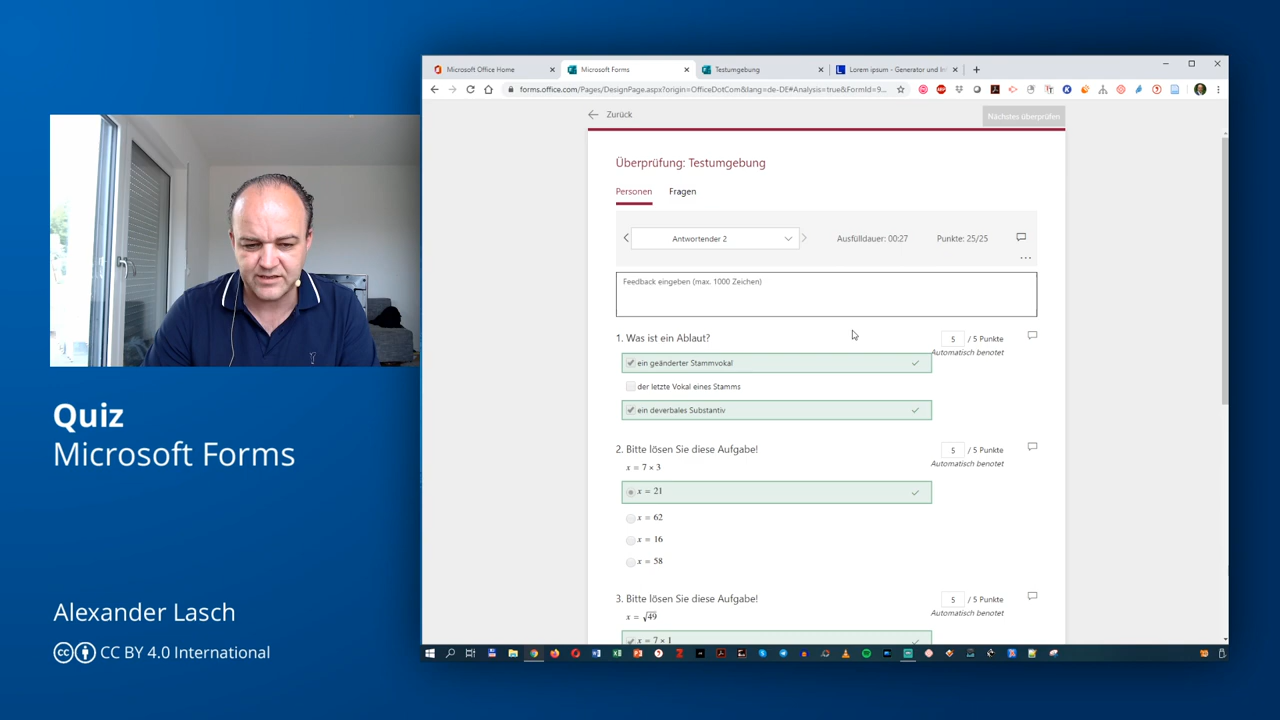 Microsoft Office Home
Microsoft Forms
Testumgebung
Lorem ipsum - Generator und In
forms.office.com/Pages/DesignPage.aspx?origin=OfficeDotCom&lang=de-DE#Analysis=true&FormId=9...
Zurück
Nächstes überprüfen
Überprüfung: Testumgebung
Personen Fragen
Antwortender 2
Ausfülldauer: 00:27
Punkte: 25/25
Feedback eingeben (max. 1000 Zeichen)
1. Was ist ein Ablaut?
5 / 5 Punkte
Automatisch benotet
ein geänderter Stammvokal
der letzte Vokal eines Stamms
ein deverbales Substantiv
2. Bitte lösen Sie diese Aufgabe!
5 / 5 Punkte
x = 7 × 3
Automatisch benotet
x = 21
x = 62
x = 16
x = 58
3. Bitte lösen Sie diese Aufgabe!
5 / 5 Punkte
x = √49
Automatisch benotet
x = 7 × 1
Quiz
Microsoft Forms
Alexander Lasch
CC BY 4.0 International